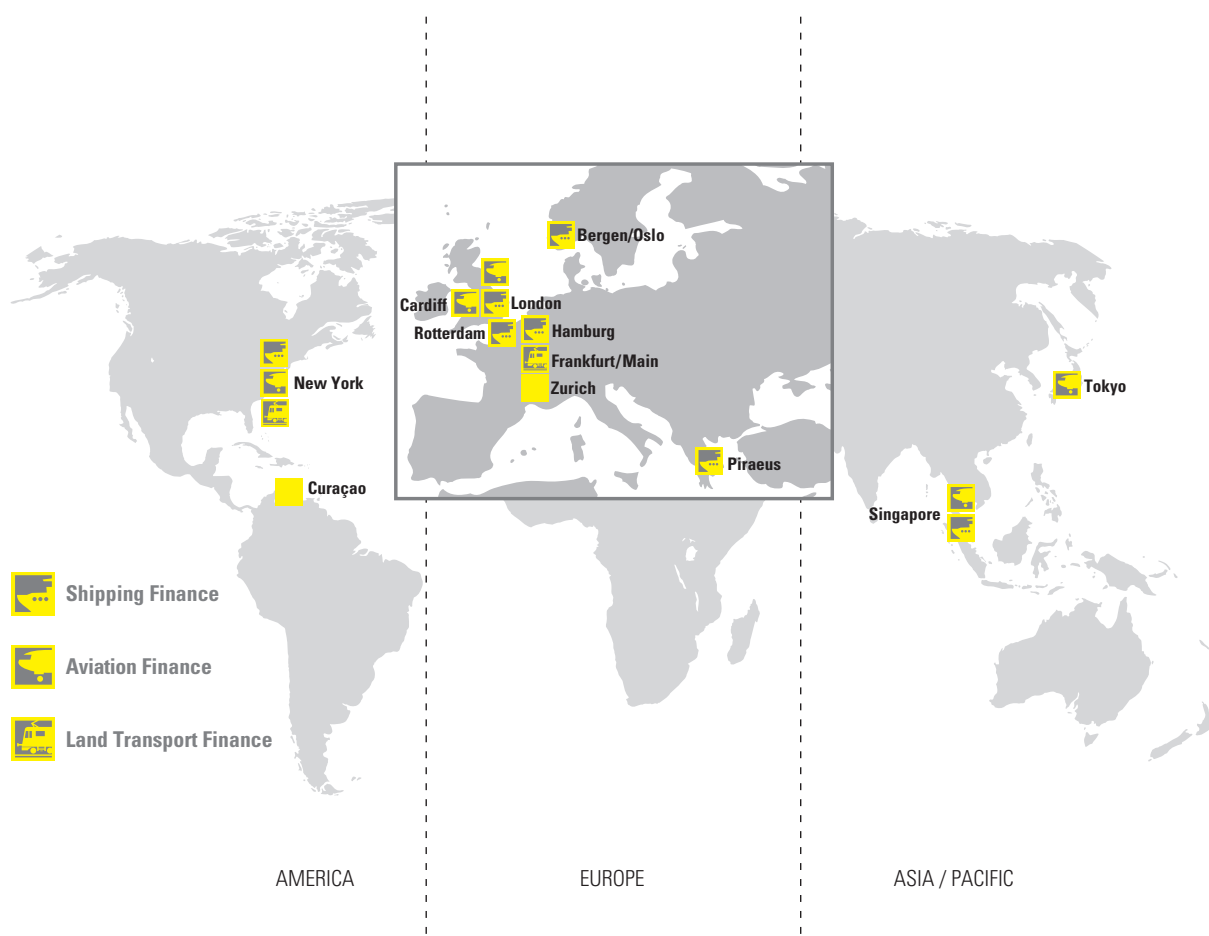 Bergen/Oslo
Cardiff
London
Rotterdam
Hamburg
Frankfurt/Main
Zurich
New York
Tokyo
Piraeus
Curaçao
Singapore
Shipping Finance
Aviation Finance
Land Transport Finance
AMERICA
EUROPE
ASIA / PACIFIC